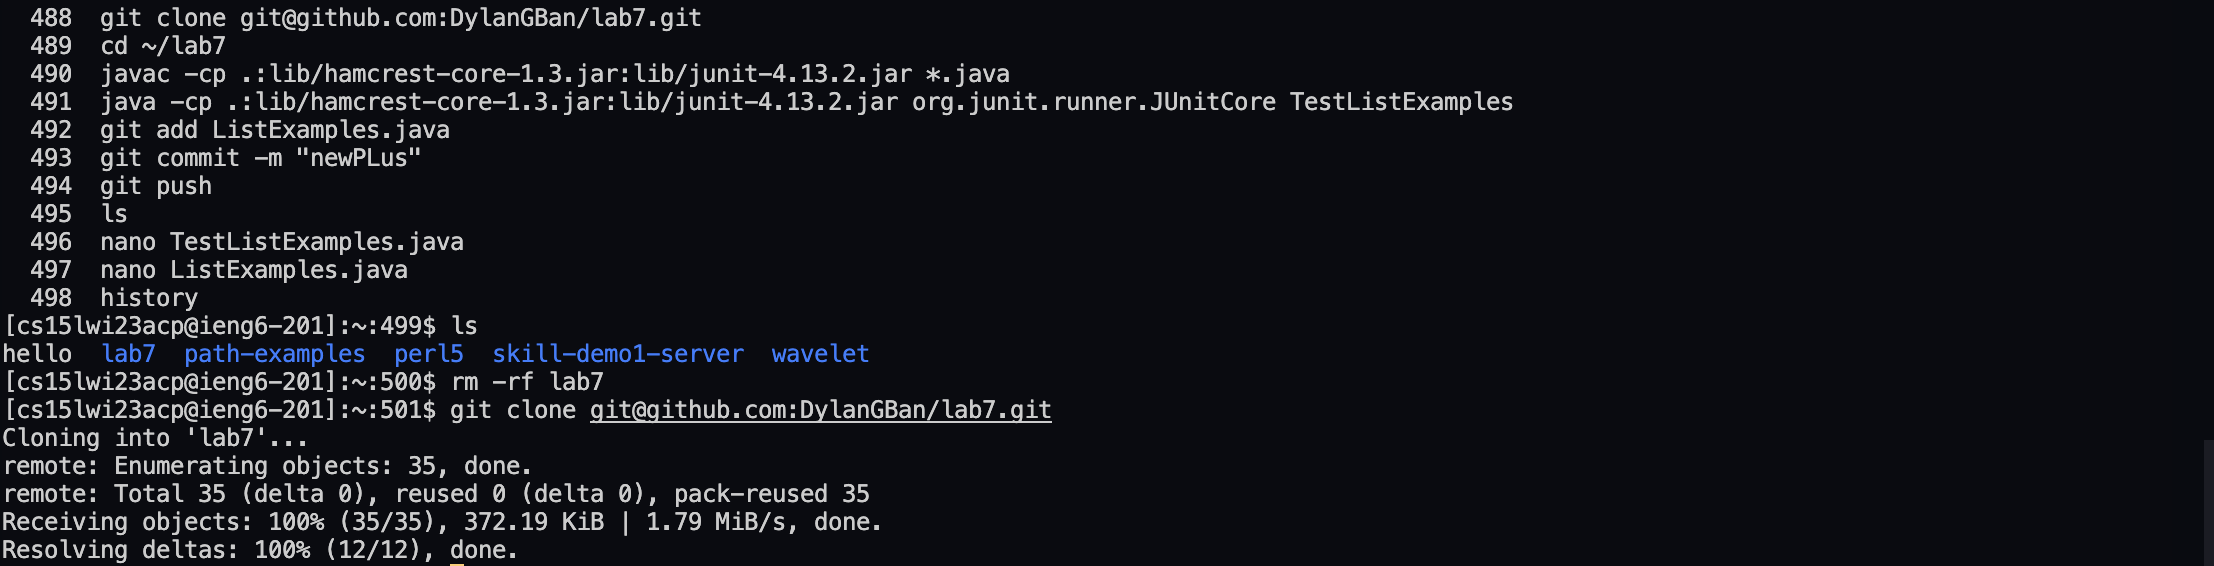 488  git clone git@github.com:DylanGBan/lab7.git
489  cd ~/lab7
490  javac -cp .:lib/hamcrest-core-1.3.jar:lib/junit-4.13.2.jar *.java
491  java -cp .:lib/hamcrest-core-1.3.jar:lib/junit-4.13.2.jar org.junit.runner.JUnitCore TestListExamples
492  git add ListExamples.java
493  git commit -m "newPLus"
494  git push
495  ls
496  nano TestListExamples.java
497  nano ListExamples.java
498  history
[cs15lwi23acp@ieng6-201]:~:499$ ls
hello  lab7  path-examples  perl5  skill-demo1-server  wavelet
[cs15lwi23acp@ieng6-201]:~:500$ rm -rf lab7
[cs15lwi23acp@ieng6-201]:~:501$ git clone git@github.com:DylanGBan/lab7.git
Cloning into 'lab7'...
remote: Enumerating objects: 35, done.
remote: Total 35 (delta 0), reused 0 (delta 0), pack-reused 35
Receiving objects: 100% (35/35), 372.19 KiB | 1.79 MiB/s, done.
Resolving deltas: 100% (12/12), done.